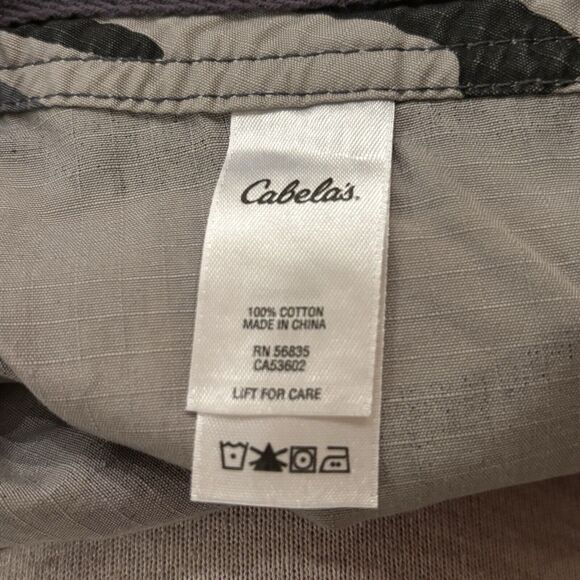 Cabela's.
100% COTTON
MADE IN CHINA
RN 56835
CA53602
LIFT FOR CARE